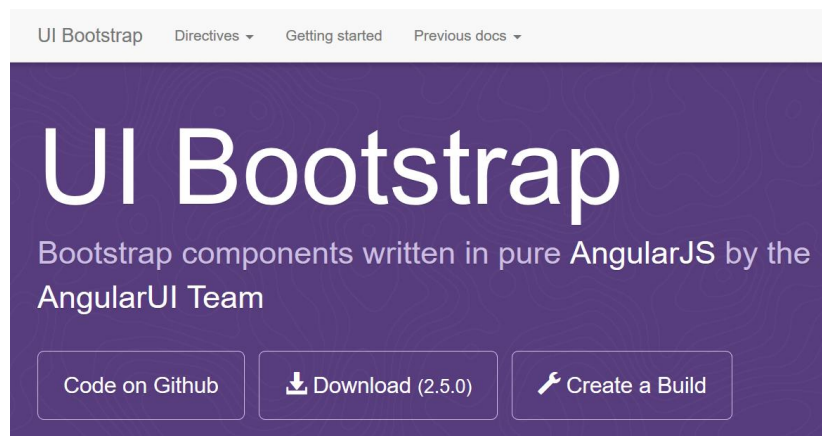 UI Bootstrap Directives Getting started Previous docs
UI Bootstrap
Bootstrap components written in pure AngularJS by the
AngularUI Team
Code on Github Download (2.5.0) Create a Build